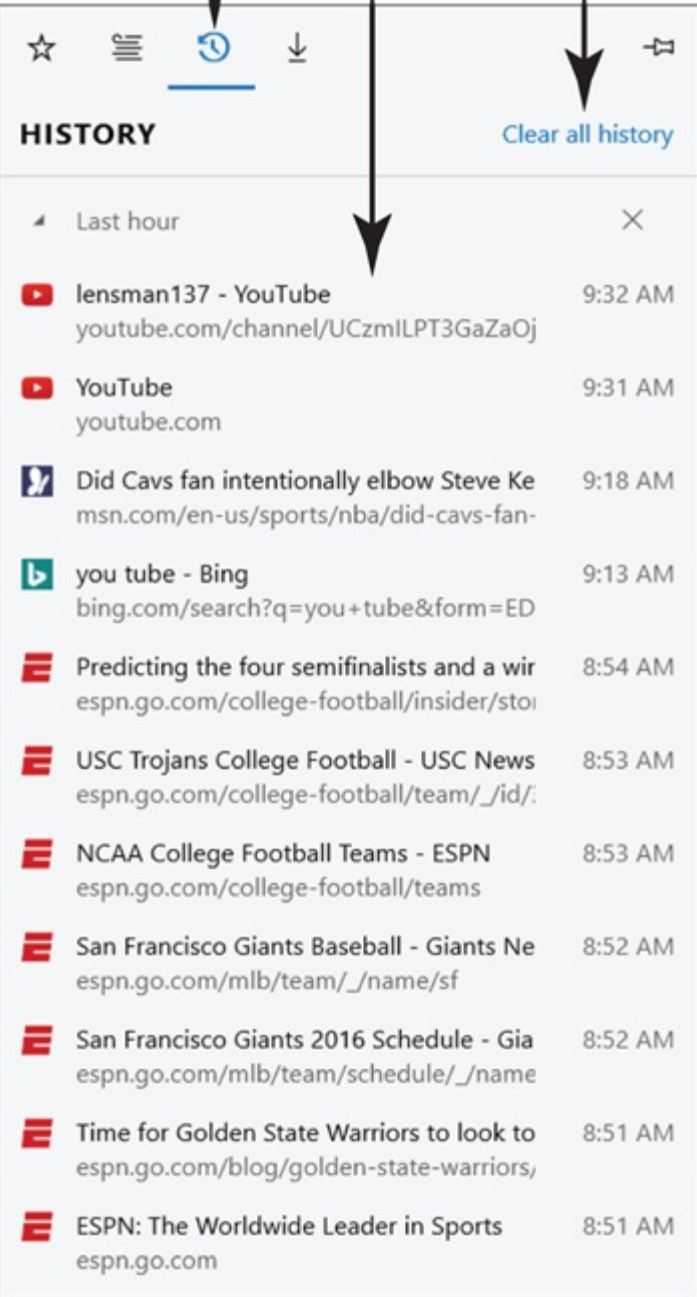 HISTORY
Clear all history
Last hour
lensman137 - YouTube
9:32 AM
youtube.com/channel/UCzmILPT3GaZaOj
YouTube
9:31 AM
youtube.com
Did Cavs fan intentionally elbow Steve Ke
9:18 AM
msn.com/en-us/sports/nba/did-cavs-fan-
you tube - Bing
9:13 AM
bing.com/search?q=you+tube&form=ED
Predicting the four semifinalists and a wir
8:54 AM
espn.go.com/college-football/insider/stor
USC Trojans College Football - USC News
8:53 AM
espn.go.com/college-football/team/_/id/
NCAA College Football Teams - ESPN
8:53 AM
espn.go.com/college-football/teams
San Francisco Giants Baseball - Giants Ne
8:52 AM
espn.go.com/mlb/team/_/name/sf
San Francisco Giants 2016 Schedule - Gia
8:52 AM
espn.go.com/mlb/team/schedule/_/name
Time for Golden State Warriors to look to
8:51 AM
espn.go.com/blog/golden-state-warriors/
ESPN: The Worldwide Leader in Sports
8:51 AM
espn.go.com